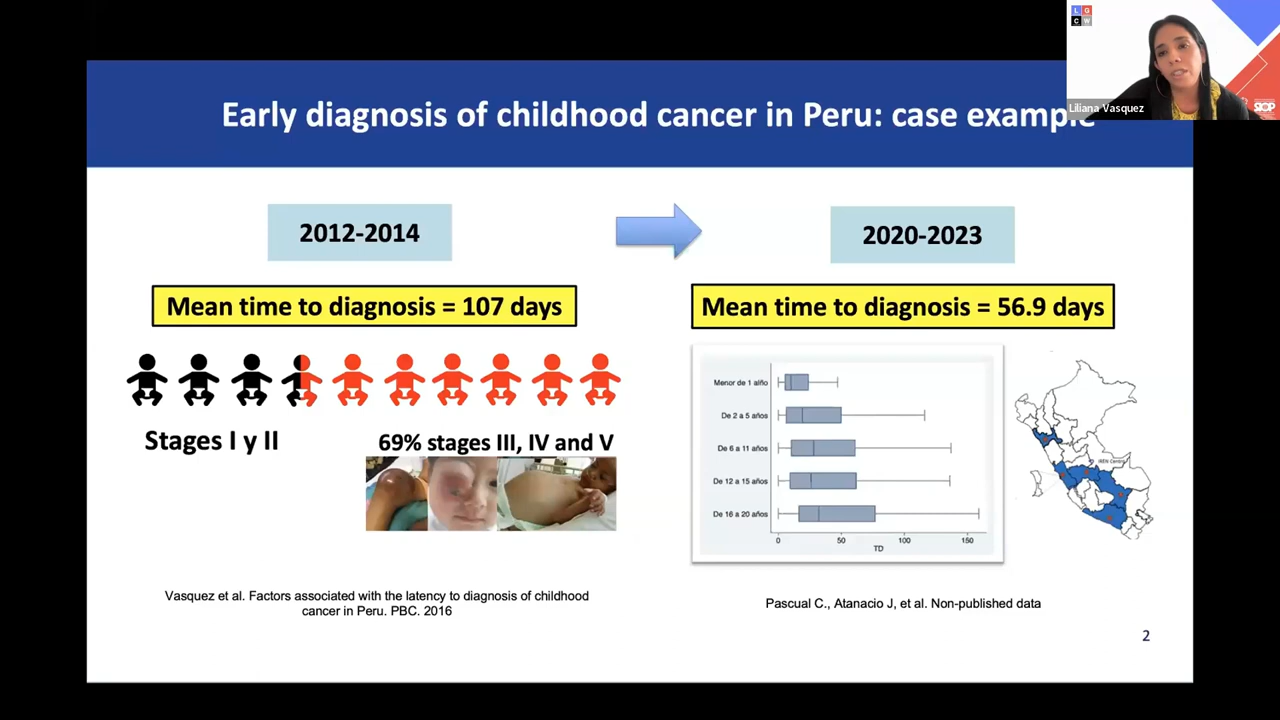 L G
C W
Liliana Vasquez
SIOP
Early diagnosis of childhood cancer in Peru: case example
2012-2014
2020-2023
Mean time to diagnosis = 107 days
Mean time to diagnosis = 56.9 days
Stages I y II
69% stages III, IV and V
Menor de 1 alño
De 2 a 5 años
De 6 a 11 años
De 12 a 15 años
De 16 a 20 años
0 50 100 150
TD
IREN Centro
Vasquez et al. Factors associated with the latency to diagnosis of childhood
cancer in Peru. PBC. 2016
Pascual C., Atanacio J, et al. Non-published data
2